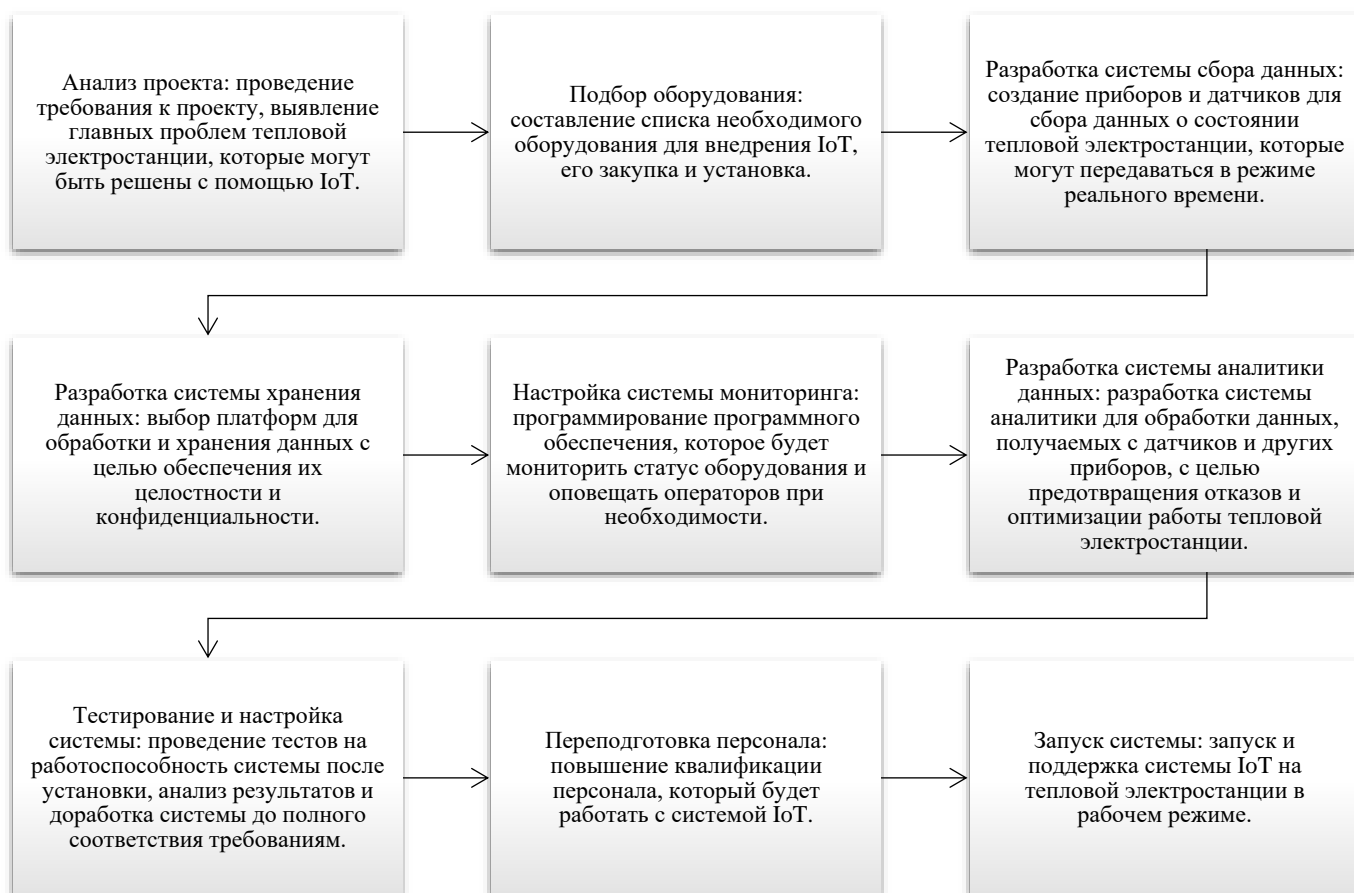 Анализ проекта: проведение
требования к проекту, выявление
главных проблем тепловой
электростанции, которые могут
быть решены с помощью IoT.
Подбор оборудования:
составление списка необходимого
оборудования для внедрения IoT,
его закупка и установка.
Разработка системы сбора данных:
создание приборов и датчиков для
сбора данных о состоянии
тепловой электростанции, которые
могут передаваться в режиме
реального времени.
Разработка системы хранения
данных: выбор платформ для
обработки и хранения данных с
целью обеспечения их
целостности и
конфиденциальности.
Настройка системы мониторинга:
программирование программного
обеспечения, которое будет
мониторить статус оборудования и
оповещать операторов при
необходимости.
Разработка системы аналитики
данных: разработка системы
аналитики для обработки данных,
получаемых с датчиков и других
приборов, с целью
предотвращения отказов и
оптимизации работы тепловой
электростанции.
Тестирование и настройка
системы: проведение тестов на
работоспособность системы после
установки, анализ результатов и
доработка системы до полного
соответствия требованиям.
Переподготовка персонала:
повышение квалификации
персонала, который будет
работать с системой IoT.
Запуск системы: запуск и
поддержка системы IoT на
тепловой электростанции в
рабочем режиме.